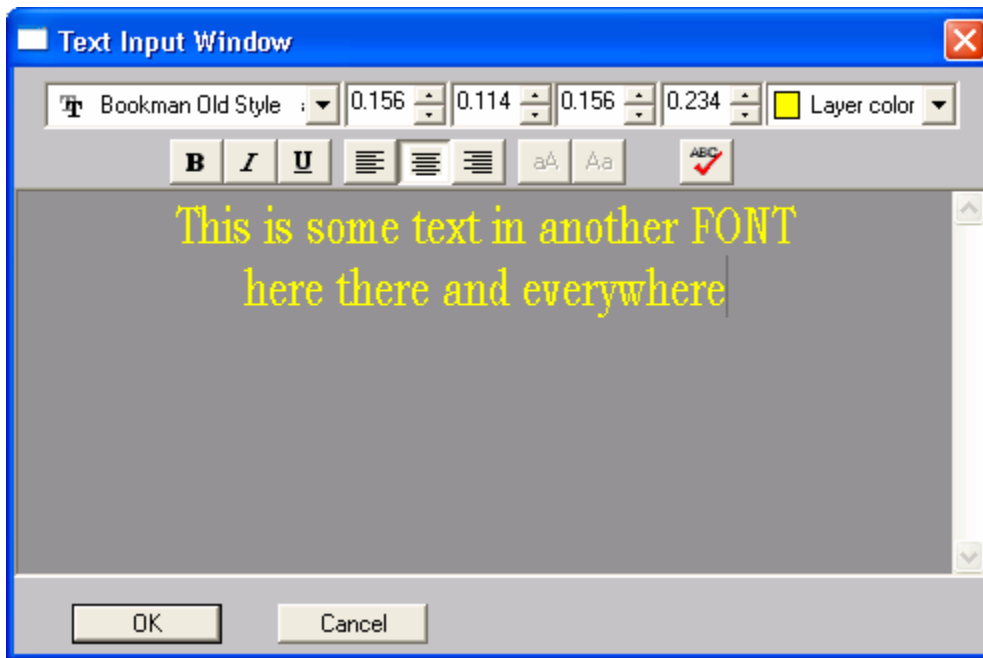 Text Input Window
Bookman Old Style 0.156 0.114 0.156 0.234 Layer color
B I U aA Aa ABC
This is some text in another FONT
here there and everywhere
OK Cancel